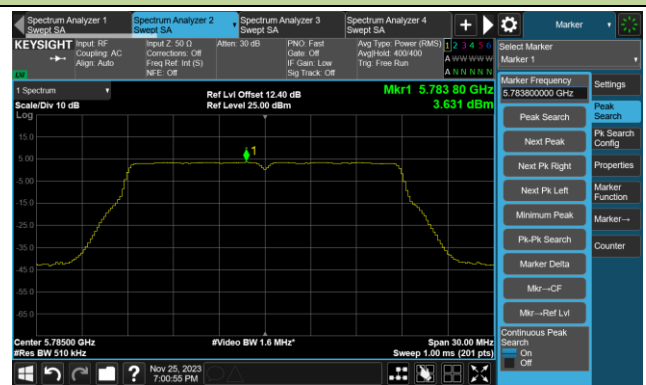 Spectrum Analyzer 1
Swept SA
Spectrum Analyzer 2
Swept SA
Spectrum Analyzer 3
Swept SA
Spectrum Analyzer 4
Swept SA
+
Marker
KEYSIGHT
Input: RF
Coupling: AC
Align: Auto
Input Z: 50 Ω
Corrections: Off
Freq Ref: Int (S)
NFE: Off
Atten: 30 dB
PNO: Fast
Gate: Off
IF Gain: Low
Sig Track: Off
Avg Type: Power (RMS)
Avg|Hold: 400/400
Trig: Free Run
1 2 3 4 5 6
A W W W W W
A N N N N N
LW
Select Marker
Marker 1
1 Spectrum
Scale/Div 10 dB
Log
Ref Lvl Offset 12.40 dB
Ref Level 25.00 dBm
Mkr1 5.783 80 GHz
3.631 dBm
15.0
5.00
-5.00
-15.0
-25.0
-35.0
-45.0
-55.0
-65.0
1
Center 5.78500 GHz
#Res BW 510 kHz
#Video BW 1.6 MHz*
Span 30.00 MHz
Sweep 1.00 ms (201 pts)
Marker Frequency
5.783800000 GHz
Peak Search
Next Peak
Next Pk Right
Next Pk Left
Minimum Peak
Pk-Pk Search
Marker Delta
Mkr→CF
Mkr→Ref Lvl
Continuous Peak
Search
On
Off
Settings
Peak
Search
Pk Search
Config
Properties
Marker
Function
Marker→
Counter
?
Nov 25, 2023
7:00:55 PM